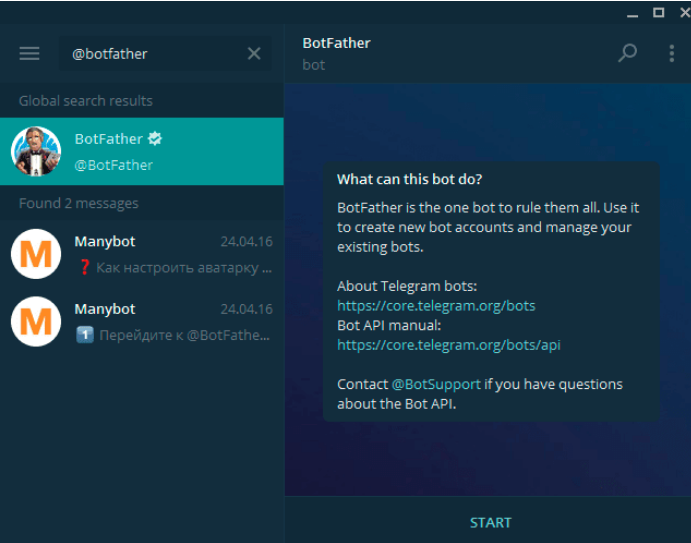 @botfather
Global search results
BotFather
@BotFather
Found 2 messages
M
Manybot 24.04.16
❓ Как настроить аватарку ...
M
Manybot 24.04.16
1️⃣ Перейдите к @BotFathe...
BotFather
bot
What can this bot do?
BotFather is the one bot to rule them all. Use it
to create new bot accounts and manage your
existing bots.
About Telegram bots:
https://core.telegram.org/bots
Bot API manual:
https://core.telegram.org/bots/api
Contact @BotSupport if you have questions
about the Bot API.
START